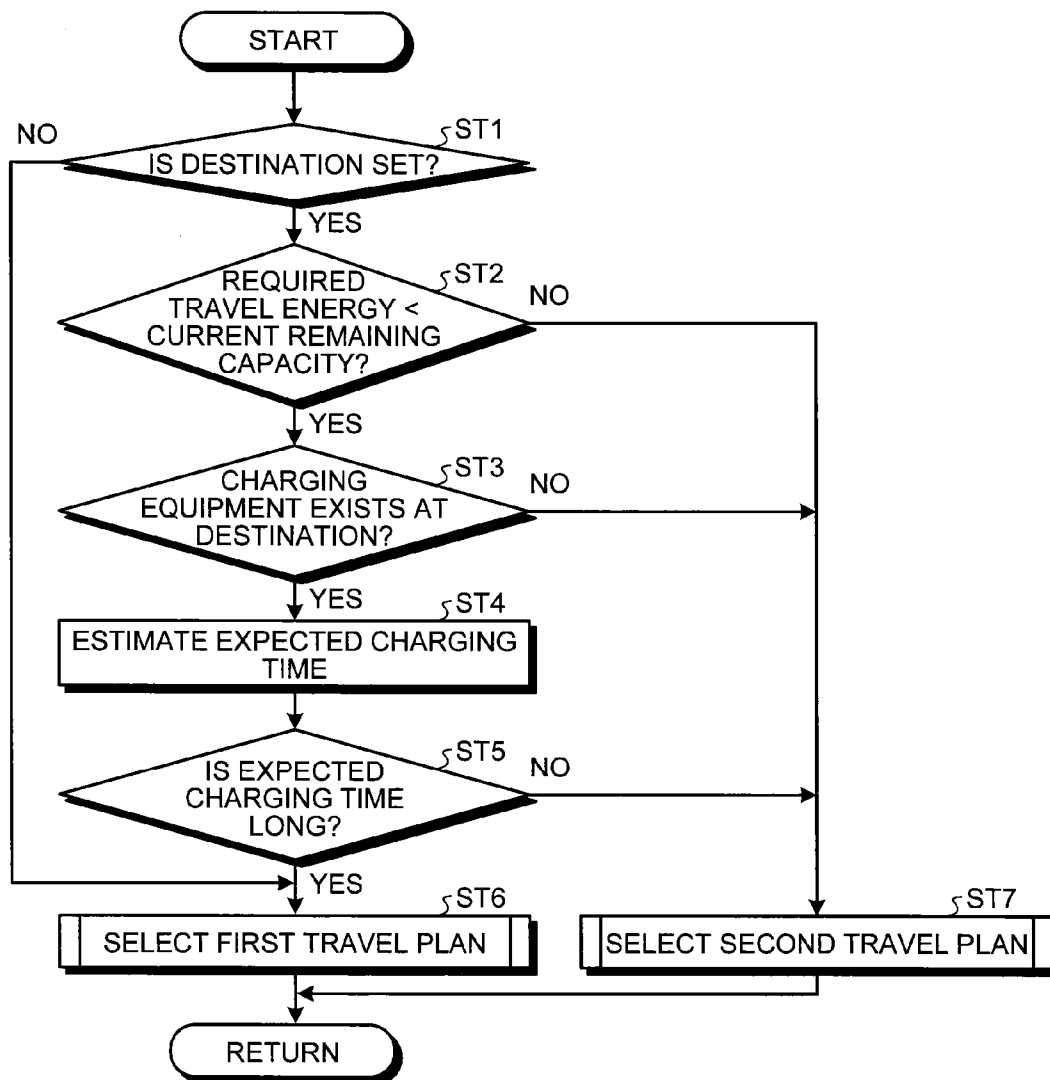 START
NO
ST1
IS DESTINATION SET?
YES
ST2
REQUIRED
TRAVEL ENERGY <
CURRENT REMAINING
CAPACITY?
NO
YES
ST3
CHARGING
EQUIPMENT EXISTS AT
DESTINATION?
NO
YES
ST4
ESTIMATE EXPECTED CHARGING
TIME
ST5
IS EXPECTED
CHARGING TIME
LONG?
NO
YES
ST6
SELECT FIRST TRAVEL PLAN
ST7
SELECT SECOND TRAVEL PLAN
RETURN